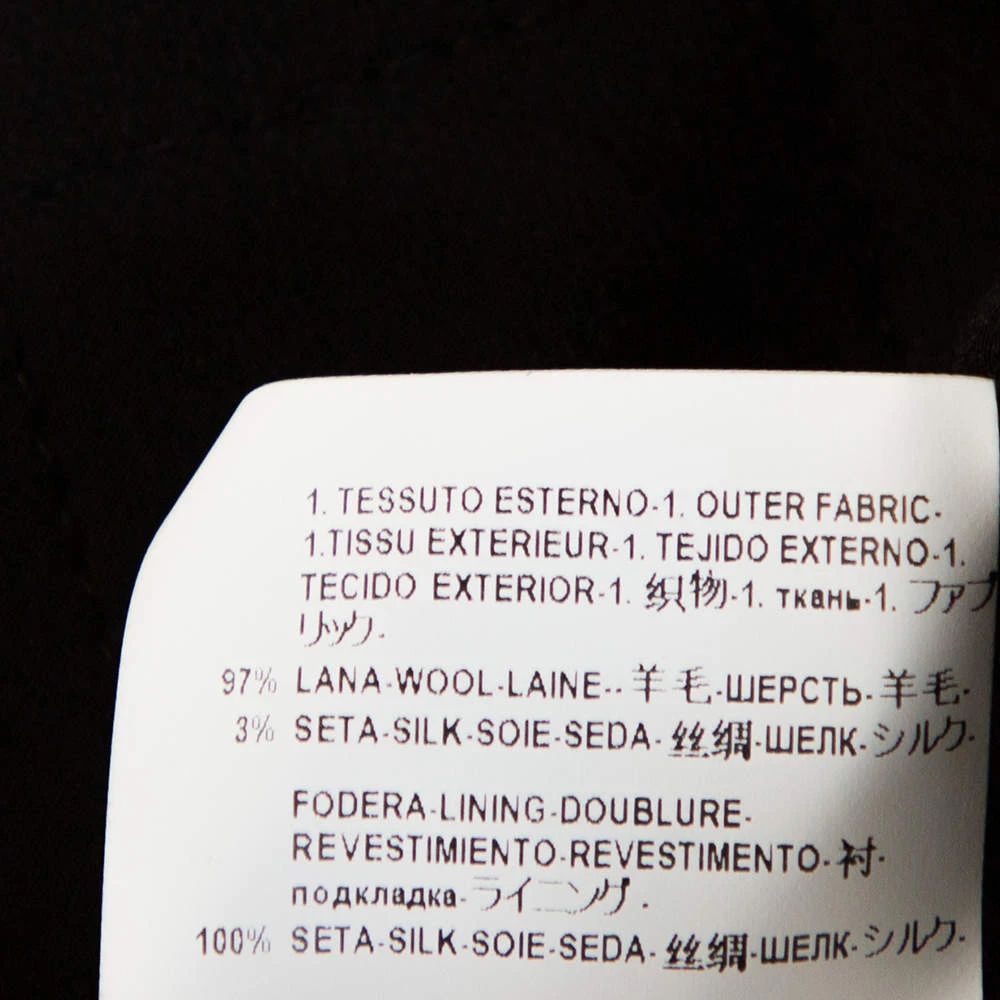 1. TESSUTO ESTERNO-1. OUTER FABRIC-
1.TISSU EXTERIEUR-1. TEJIDO EXTERNO-1.
TECIDO EXTERIOR-1. 织物-1. ткань-1. ファブ
リック-
97% LANA-WOOL-LAINE--羊毛-ШЕРСТЬ-羊毛-
3% SETA-SILK-SOIE-SEDA-丝绸-ШЕЛК-シルク-
FODERA-LINING-DOUBLURE-
REVESTIMIENTO-REVESTIMENTO-衬-
подкладка-ライニング-
100% SETA-SILK-SOIE-SEDA-丝绸-ШЕЛК-シルク-